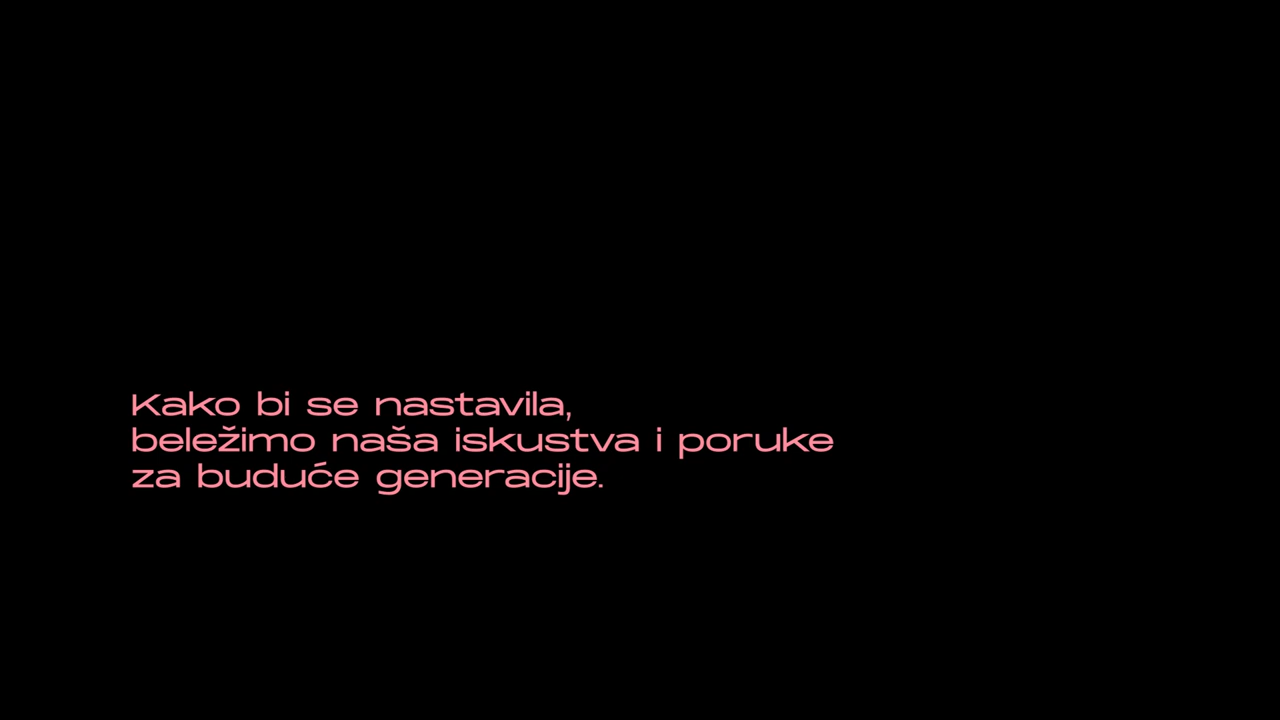 Kako bi se nastavila,
beležimo naša iskustva i poruke
za buduće generacije.